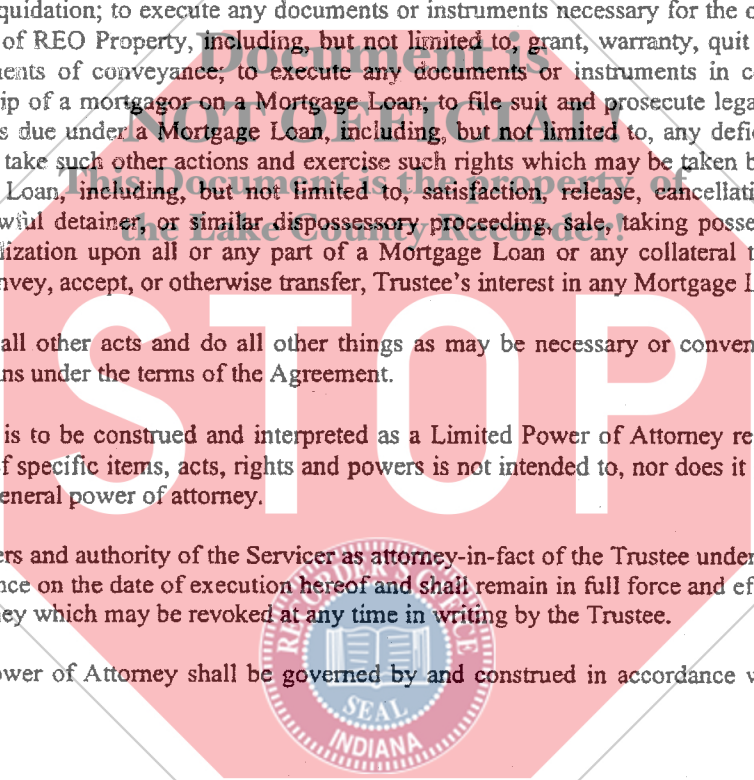 quidation; to execute any documents or instruments necessary for the
of REO Property, including, but not limited to, grant, warranty, quit
Document is
ents of conveyance; to execute any documents or instruments in
ip of a mortgagor on a Mortgage Loan; to file suit and prosecute lega
NOT OFFICIAL!
s due under a Mortgage Loan, including, but not limited to, any defi
take such other actions and exercise such rights which may be taken b
This Document is the property of
Loan, including, but not limited to, satisfaction, release, cancellati
the Lake County Recorder!
wful detainer, or similar dispossessory proceeding, sale, taking posse
lization upon all or any part of a Mortgage Loan or any collateral t
nvey, accept, or otherwise transfer, Trustee's interest in any Mortgage L
STOP
all other acts and do all other things as may be necessary or conven
ns under the terms of the Agreement.
is to be construed and interpreted as a Limited Power of Attorney re
f specific items, acts, rights and powers is not intended to, nor does it
eneral power of attorney.
ers and authority of the Servicer as attorney-in-fact of the Trustee under
nce on the date of execution hereof and shall remain in full force and ef
ey which may be revoked at any time in writing by the Trustee.
ower of Attorney shall be governed by and construed in accordance
RECORDER'S OFFICE
SEAL
INDIANA